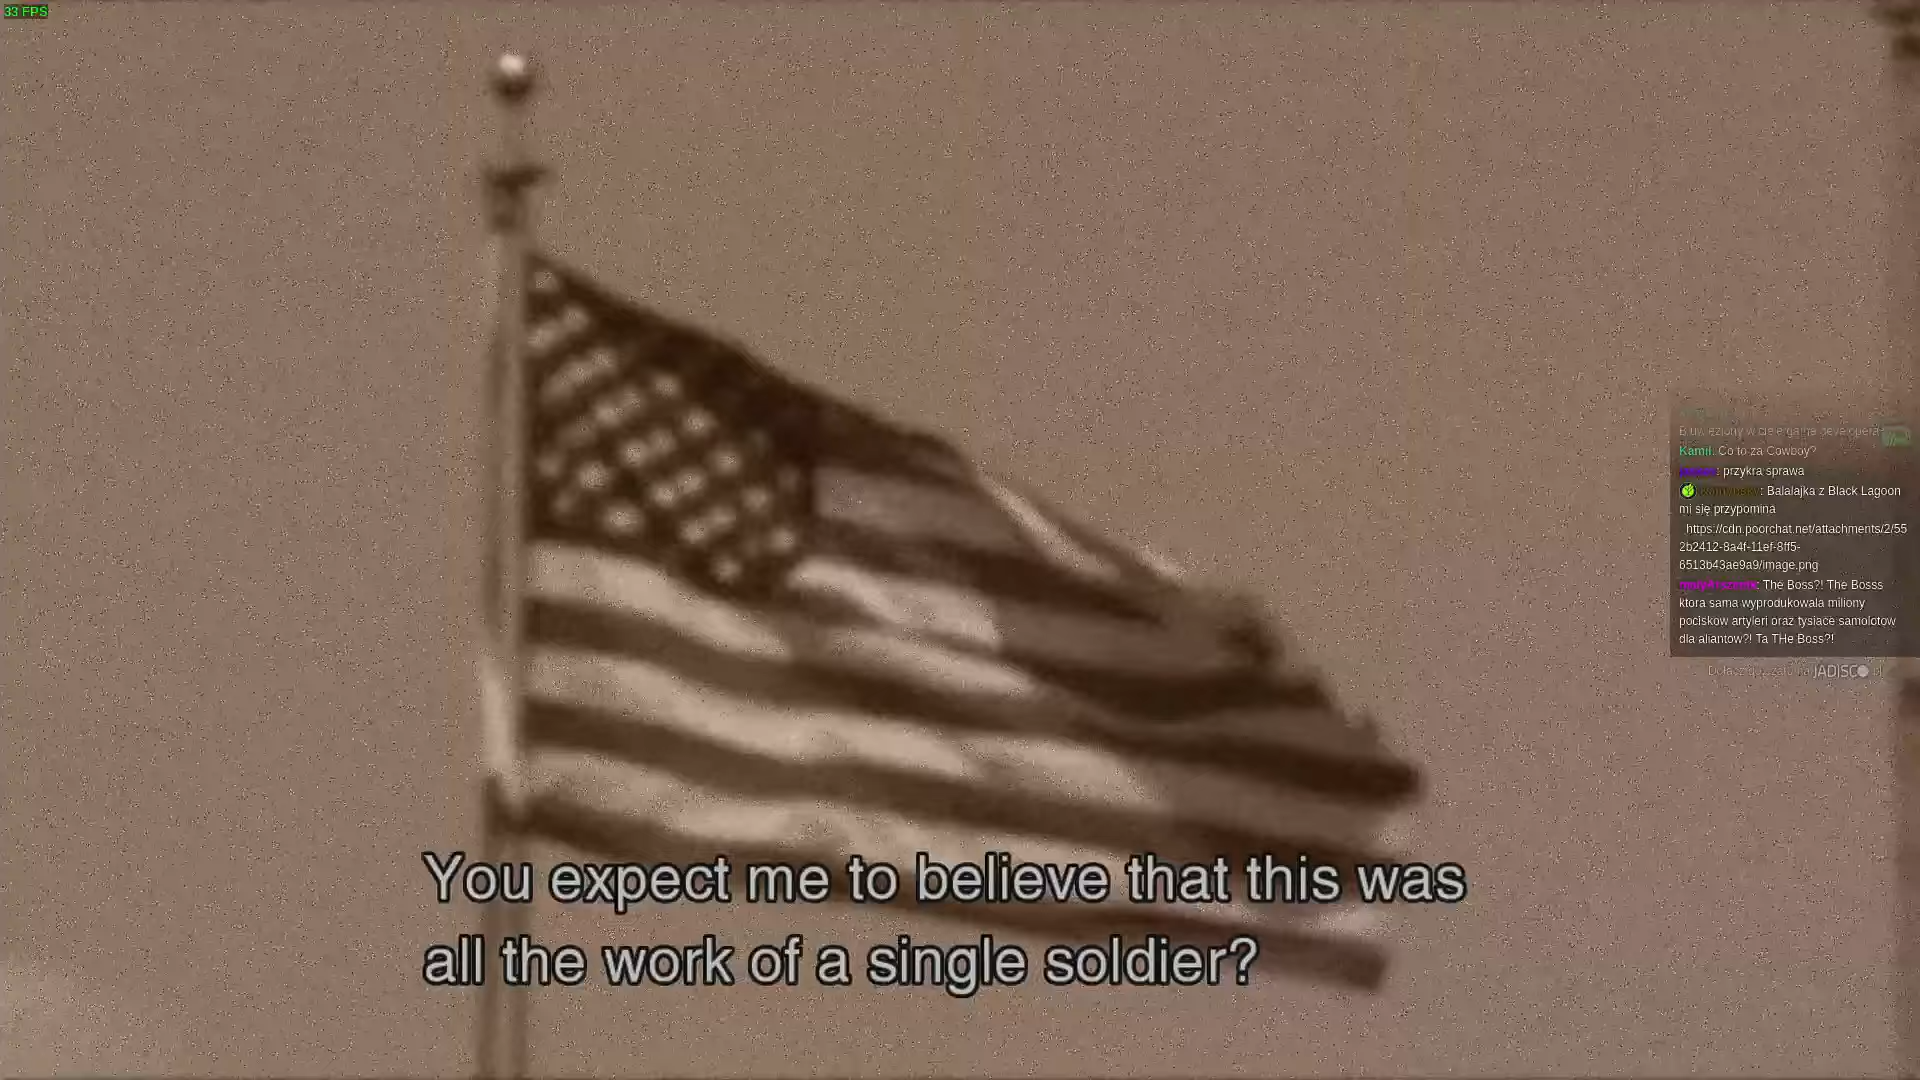 33 FPS
Kamil: Co to za Cowboy?
: przykra sprawa
: Balalajka z Black Lagoon
mi się przypomina
https://cdn.poorchat.net/attachments/2/55
2b2412-8a4f-11ef-8ff5-
6513b43ae9a9/image.png
: The Boss?! The Bosss
ktora sama wyprodukowala miliony
pociskow artyleri oraz tysiace samolotow
dla aliantow?! Ta THe Boss?!
JADISCO
You expect me to believe that this was
all the work of a single soldier?